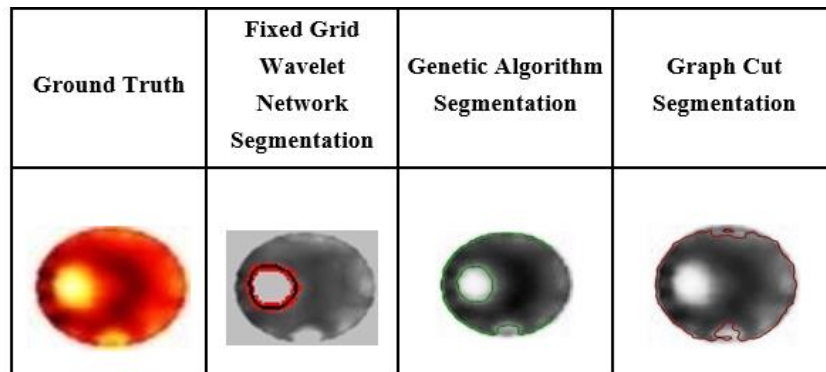 Ground Truth
Fixed Grid
Wavelet
Network
Segmentation
Genetic Algorithm
Segmentation
Graph Cut
Segmentation